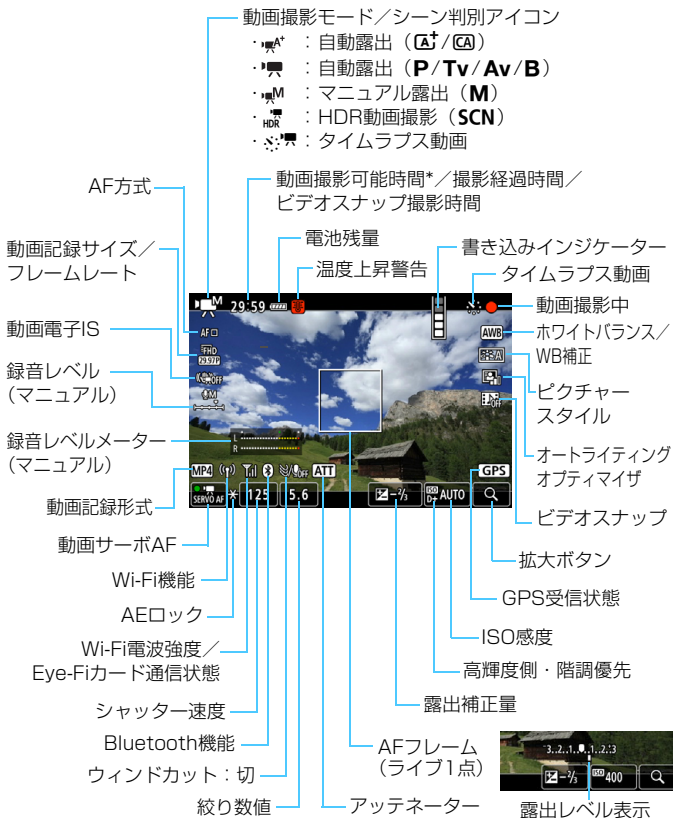 動画撮影モード／シーン判別アイコン
・ A+ ：自動露出（A+/CA）
・ ：自動露出（P/Tv/Av/B）
・ M ：マニュアル露出（M）
・ HDR ：HDR動画撮影（SCN）
・ ：タイムラプス動画
AF方式
動画撮影可能時間*／撮影経過時間／
ビデオスナップ撮影時間
電池残量
書き込みインジケーター
動画記録サイズ／
フレームレート
温度上昇警告
タイムラプス動画
M 29:59
動画撮影中
動画電子IS
AF
AWB
ホワイトバランス／
WB補正
FHD
29.97P
録音レベル
（マニュアル）
OFF
M
ピクチャー
スタイル
OFF
録音レベルメーター
（マニュアル）
L
R
オートライティング
オプティマイザ
MP4
OFF
ATT
GPS
動画記録形式
ビデオスナップ
SERVO AF
125
5.6
-2/3
ISO
D+ AUTO
動画サーボAF
拡大ボタン
Wi-Fi機能
GPS受信状態
AEロック
ISO感度
Wi-Fi電波強度／
Eye-Fiカード通信状態
高輝度側・階調優先
シャッター速度
露出補正量
Bluetooth機能
AFフレーム
（ライブ1点）
3..2..1..0..1..2..:3
ウィンドカット：切
-2/3
ISO 400
絞り数値
アッテネーター
露出レベル表示